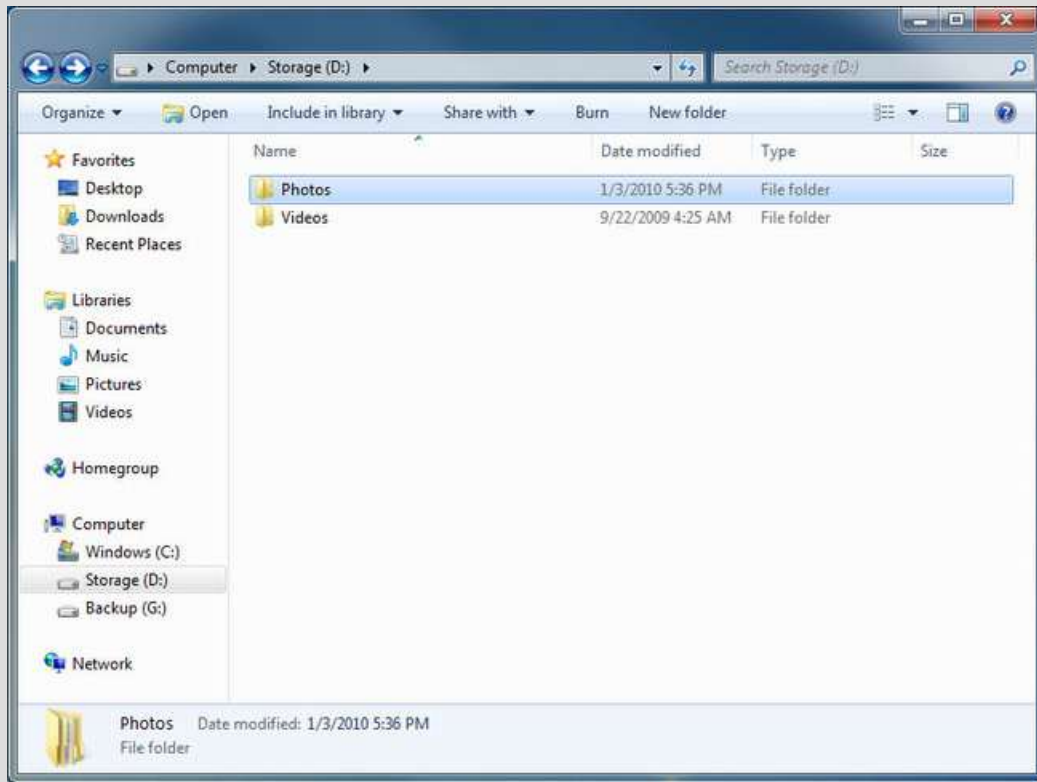 Computer Storage (D:)
Search Storage (D:)
Organize Open Include in library Share with Burn New folder
Name Date modified Type Size
Photos 1/3/2010 5:36 PM File folder
Videos 9/22/2009 4:25 AM File folder
Favorites
Desktop
Downloads
Recent Places
Libraries
Documents
Music
Pictures
Videos
Homegroup
Computer
Windows (C:)
Storage (D:)
Backup (G:)
Network
Photos Date modified: 1/3/2010 5:36 PM
File folder